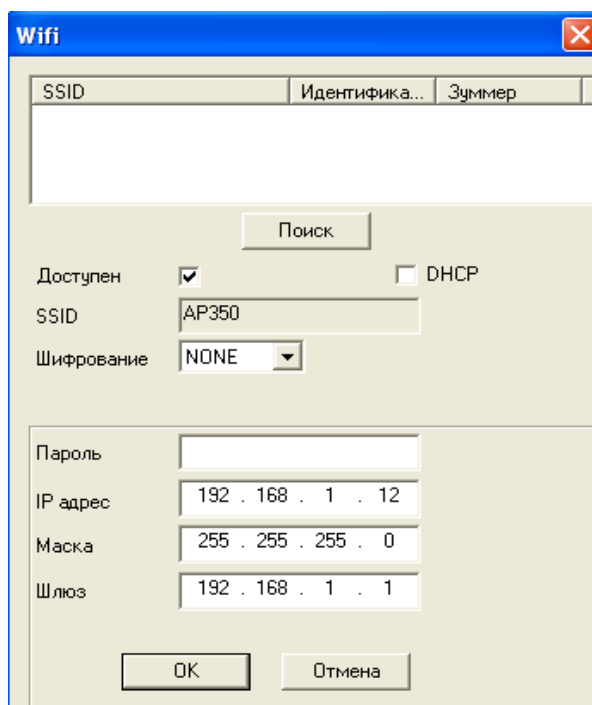 Wifi
SSID Идентифика... Зуммер
Поиск
Доступен DHCP
SSID AP350
Шифрование NONE
Пароль
IP адрес 192 . 168 . 1 . 12
Маска 255 . 255 . 255 . 0
Шлюз 192 . 168 . 1 . 1
OK Отмена